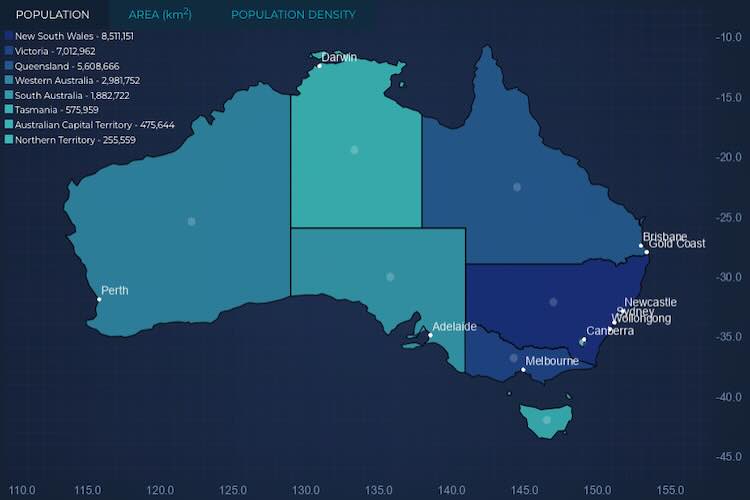 POPULATION AREA (km²) POPULATION DENSITY
New South Wales - 8,511,151
Victoria - 7,012,962
Queensland - 5,608,666
Western Australia - 2,981,752
South Australia - 1,882,722
Tasmania - 575,959
Australian Capital Territory - 475,644
Northern Territory - 255,559
Darwin
Brisbane
Gold Coast
Perth
Newcastle
Sydney
Wollongong
Adelaide
Canberra
Melbourne
-10.0
-15.0
-20.0
-25.0
-30.0
-35.0
-40.0
-45.0
110.0 115.0 120.0 125.0 130.0 135.0 140.0 145.0 150.0 155.0